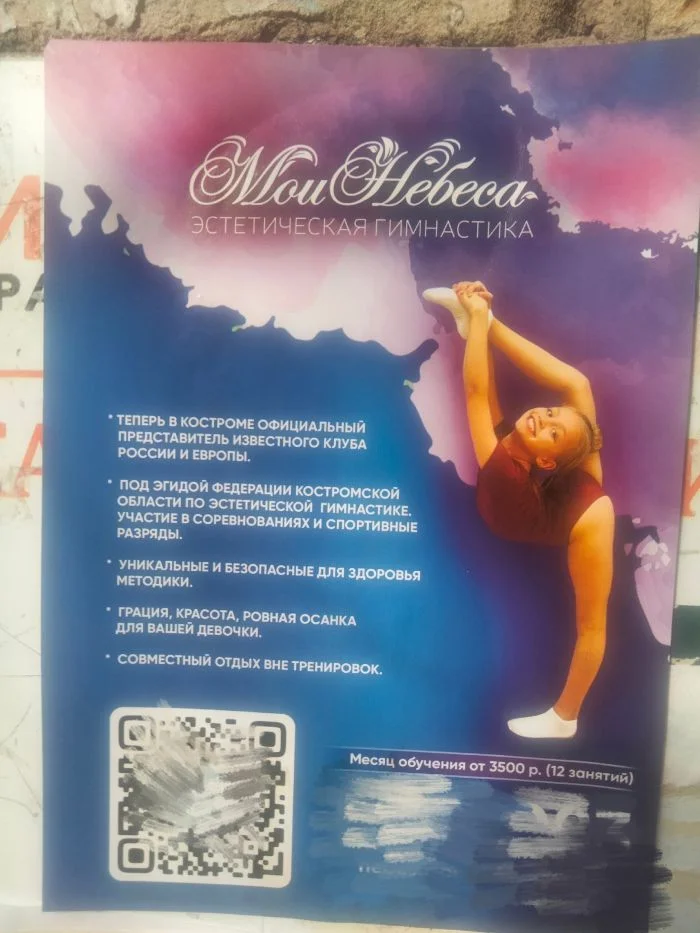 Мои Небеса
ЭСТЕТИЧЕСКАЯ ГИМНАСТИКА
* ТЕПЕРЬ В КОСТРОМЕ ОФИЦИАЛЬНЫЙ
ПРЕДСТАВИТЕЛЬ ИЗВЕСТНОГО КЛУБА
РОССИИ И ЕВРОПЫ.
* ПОД ЭГИДОЙ ФЕДЕРАЦИИ КОСТРОМСКОЙ
ОБЛАСТИ ПО ЭСТЕТИЧЕСКОЙ ГИМНАСТИКЕ.
УЧАСТИЕ В СОРЕВНОВАНИЯХ И СПОРТИВНЫЕ
РАЗРЯДЫ.
* УНИКАЛЬНЫЕ И БЕЗОПАСНЫЕ ДЛЯ ЗДОРОВЬЯ
МЕТОДИКИ.
* ГРАЦИЯ, КРАСОТА, РОВНАЯ ОСАНКА
ДЛЯ ВАШЕЙ ДЕВОЧКИ.
* СОВМЕСТНЫЙ ОТДЫХ ВНЕ ТРЕНИРОВОК.
Месяц обучения от 3500 р. (12 занятий)